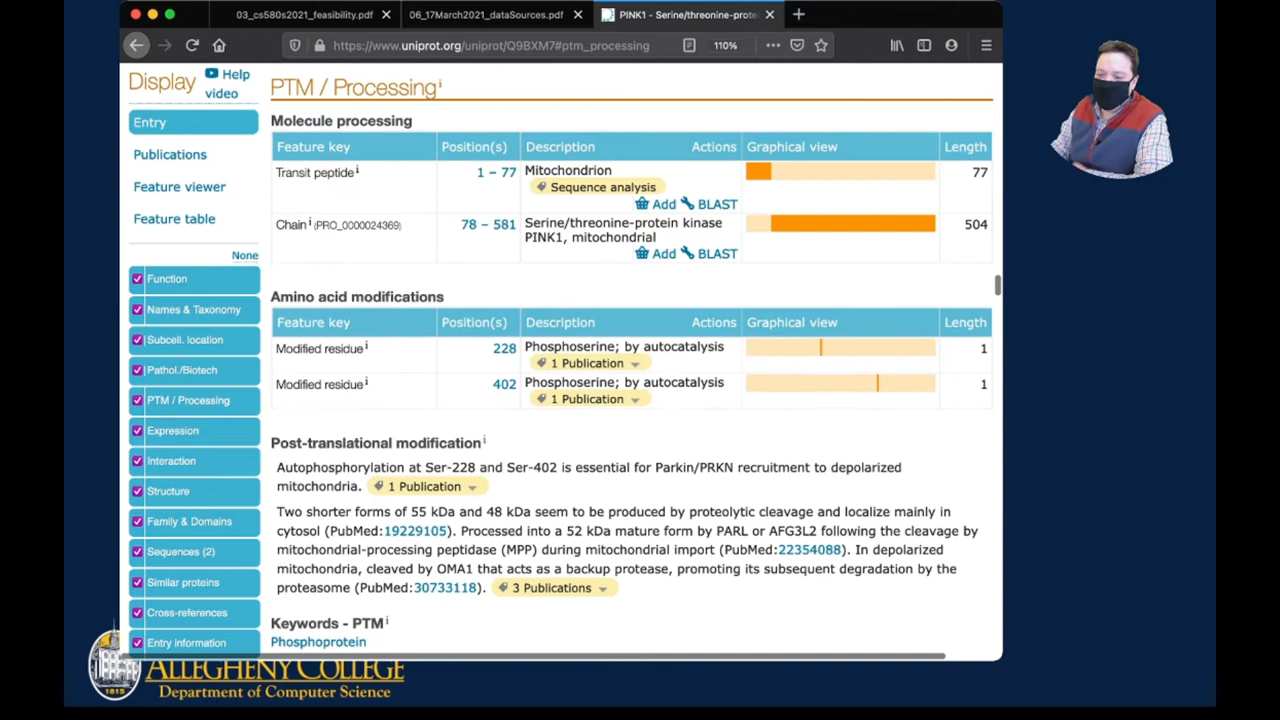 03_cs580s2021_feasibility.pdf
06_17March2021_dataSources.pdf
PINK1 - Serine/threonine-prote
https://www.uniprot.org/uniprot/Q9BXM7#ptm_processing
110%
Display
Help video
Entry
Publications
Feature viewer
Feature table
None
Function
Names & Taxonomy
Subcell. location
Pathol./Biotech
PTM / Processing
Expression
Interaction
Structure
Family & Domains
Sequences (2)
Similar proteins
Cross-references
Entry information
PTM / Processing i
Molecule processing
Feature key Position(s) Description Actions Graphical view Length
Transit peptide i 1 – 77 Mitochondrion 77
Sequence analysis
Add BLAST
Chain i (PRO_0000024369) 78 – 581 Serine/threonine-protein kinase 504
PINK1, mitochondrial
Add BLAST
Amino acid modifications
Feature key Position(s) Description Actions Graphical view Length
Modified residue i 228 Phosphoserine; by autocatalysis 1
1 Publication
Modified residue i 402 Phosphoserine; by autocatalysis 1
1 Publication
Post-translational modification i
Autophosphorylation at Ser-228 and Ser-402 is essential for Parkin/PRKN recruitment to depolarized
mitochondria. 1 Publication
Two shorter forms of 55 kDa and 48 kDa seem to be produced by proteolytic cleavage and localize mainly in
cytosol (PubMed:19229105). Processed into a 52 kDa mature form by PARL or AFG3L2 following the cleavage by
mitochondrial-processing peptidase (MPP) during mitochondrial import (PubMed:22354088). In depolarized
mitochondria, cleaved by OMA1 that acts as a backup protease, promoting its subsequent degradation by the
proteasome (PubMed:30733118). 3 Publications
Keywords - PTM i
Phosphoprotein
1815
ALLEGHENY COLLEGE
Department of Computer Science